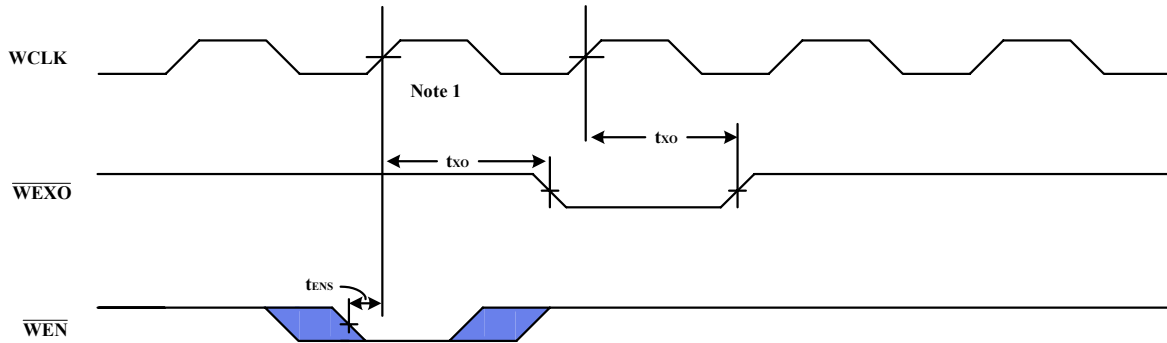 WCLK
Note 1
tXO
tXO
WEXO
tENS
WEN